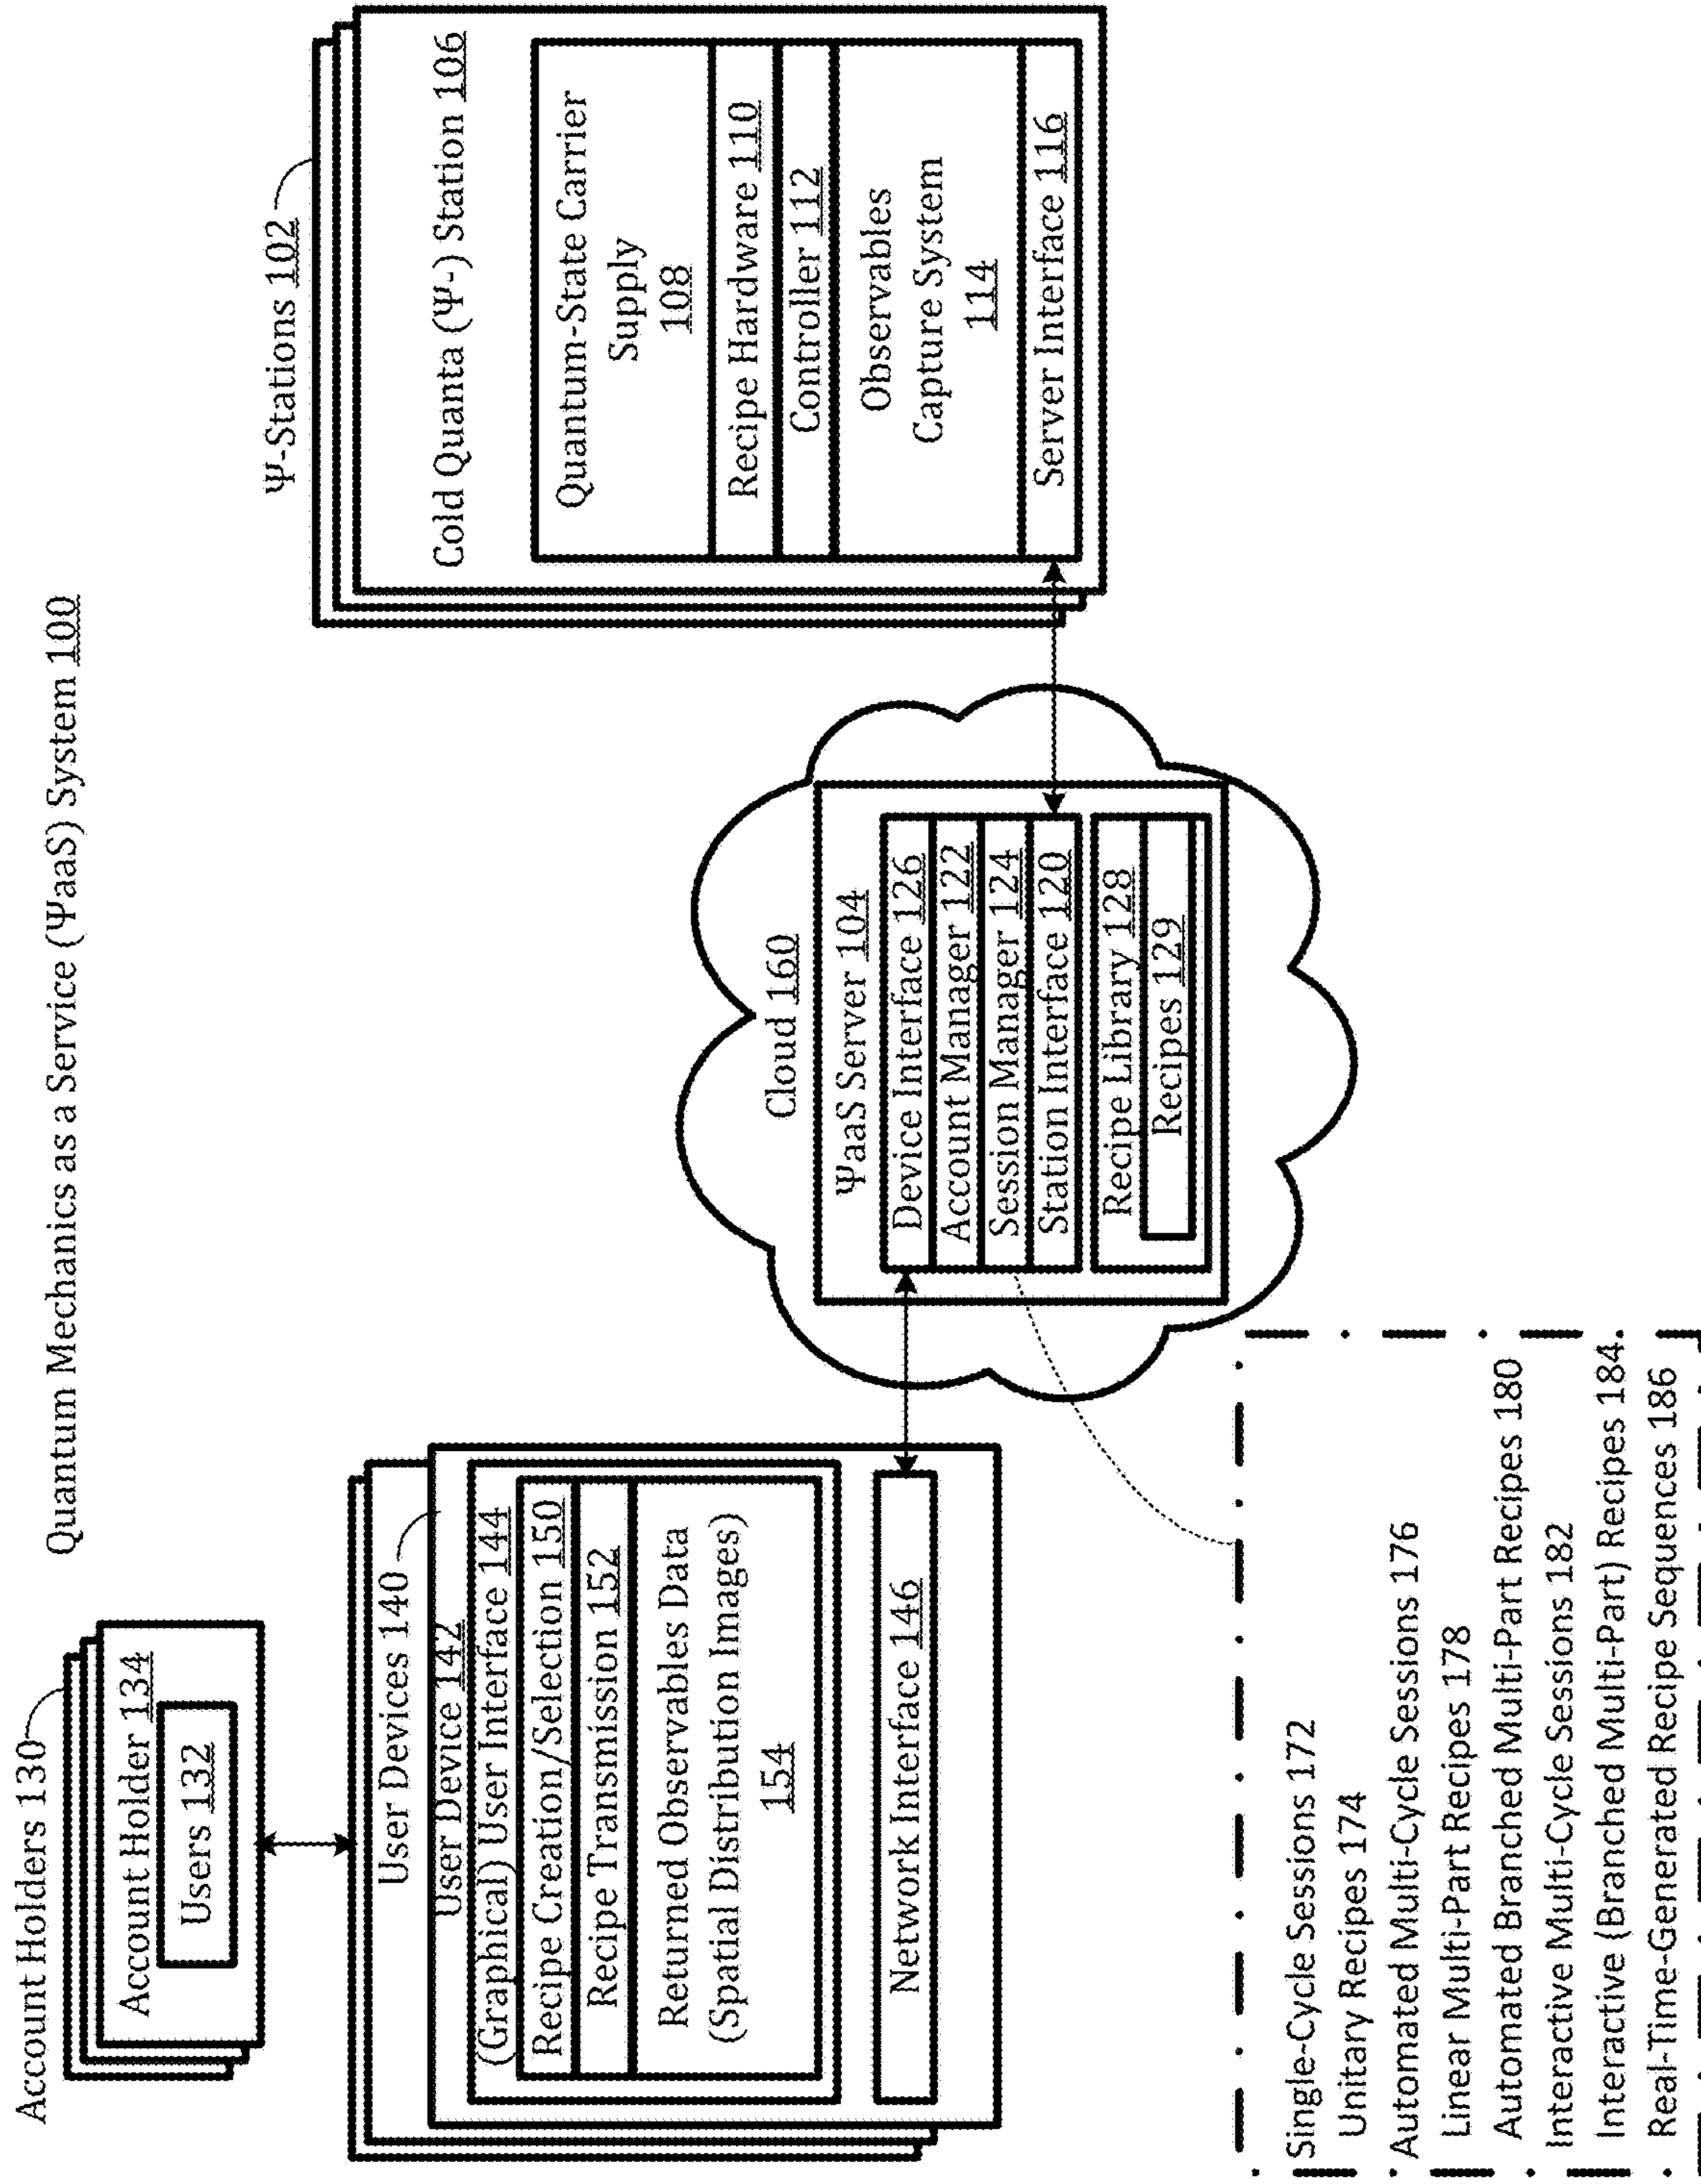 Quantum Mechanics as a Service (ΨaaS) System 100
Account Holders 130
Account Holder 134
Users 132
User Devices 140
User Device 142
(Graphical) User Interface 144
Recipe Creation/Selection 150
Recipe Transmission 152
Returned Observables Data
(Spatial Distribution Images)
154
Network Interface 146
Cloud 160
ΨaaS Server 104
Device Interface 126
Account Manager 122
Session Manager 124
Station Interface 120
Recipe Library 128
Recipes 129
Ψ-Stations 102
Cold Quanta (Ψ-) Station 106
Quantum-State Carrier
Supply
108
Recipe Hardware 110
Controller 112
Observables
Capture System
114
Server Interface 116
Single-Cycle Sessions 172
Unitary Recipes 174
Automated Multi-Cycle Sessions 176
Linear Multi-Part Recipes 178
Automated Branched Multi-Part Recipes 180
Interactive Multi-Cycle Sessions 182
Interactive (Branched Multi-Part) Recipes 184
Real-Time-Generated Recipe Sequences 186